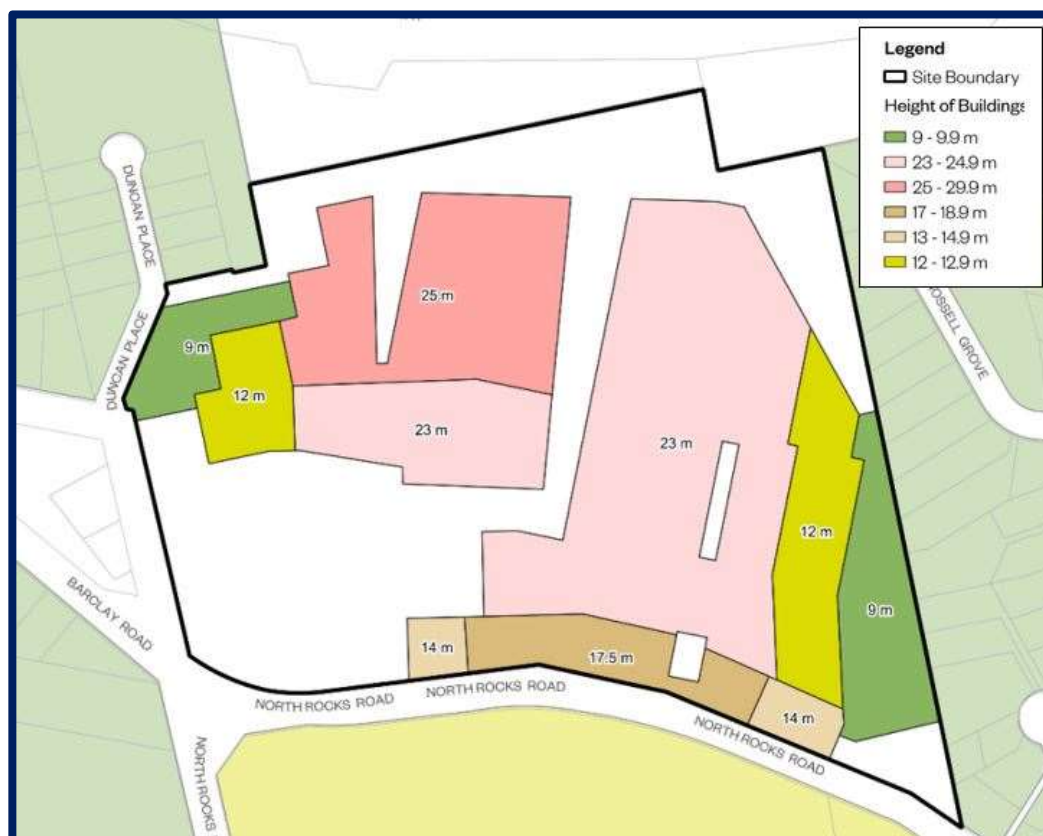 Legend
Site Boundary
Height of Buildings
9 - 9.9 m
23 - 24.9 m
25 - 29.9 m
17 - 18.9 m
13 - 14.9 m
12 - 12.9 m
DUNCAN PLACE
DUNCAN PLACE
9 m
12 m
25 m
23 m
23 m
12 m
9 m
14 m
17.5 m
14 m
GROVE
BARCLAY ROAD
NORTH ROCKS ROAD
NORTH ROCKS ROAD
NORTH ROCKS ROAD
NORTH ROCKS